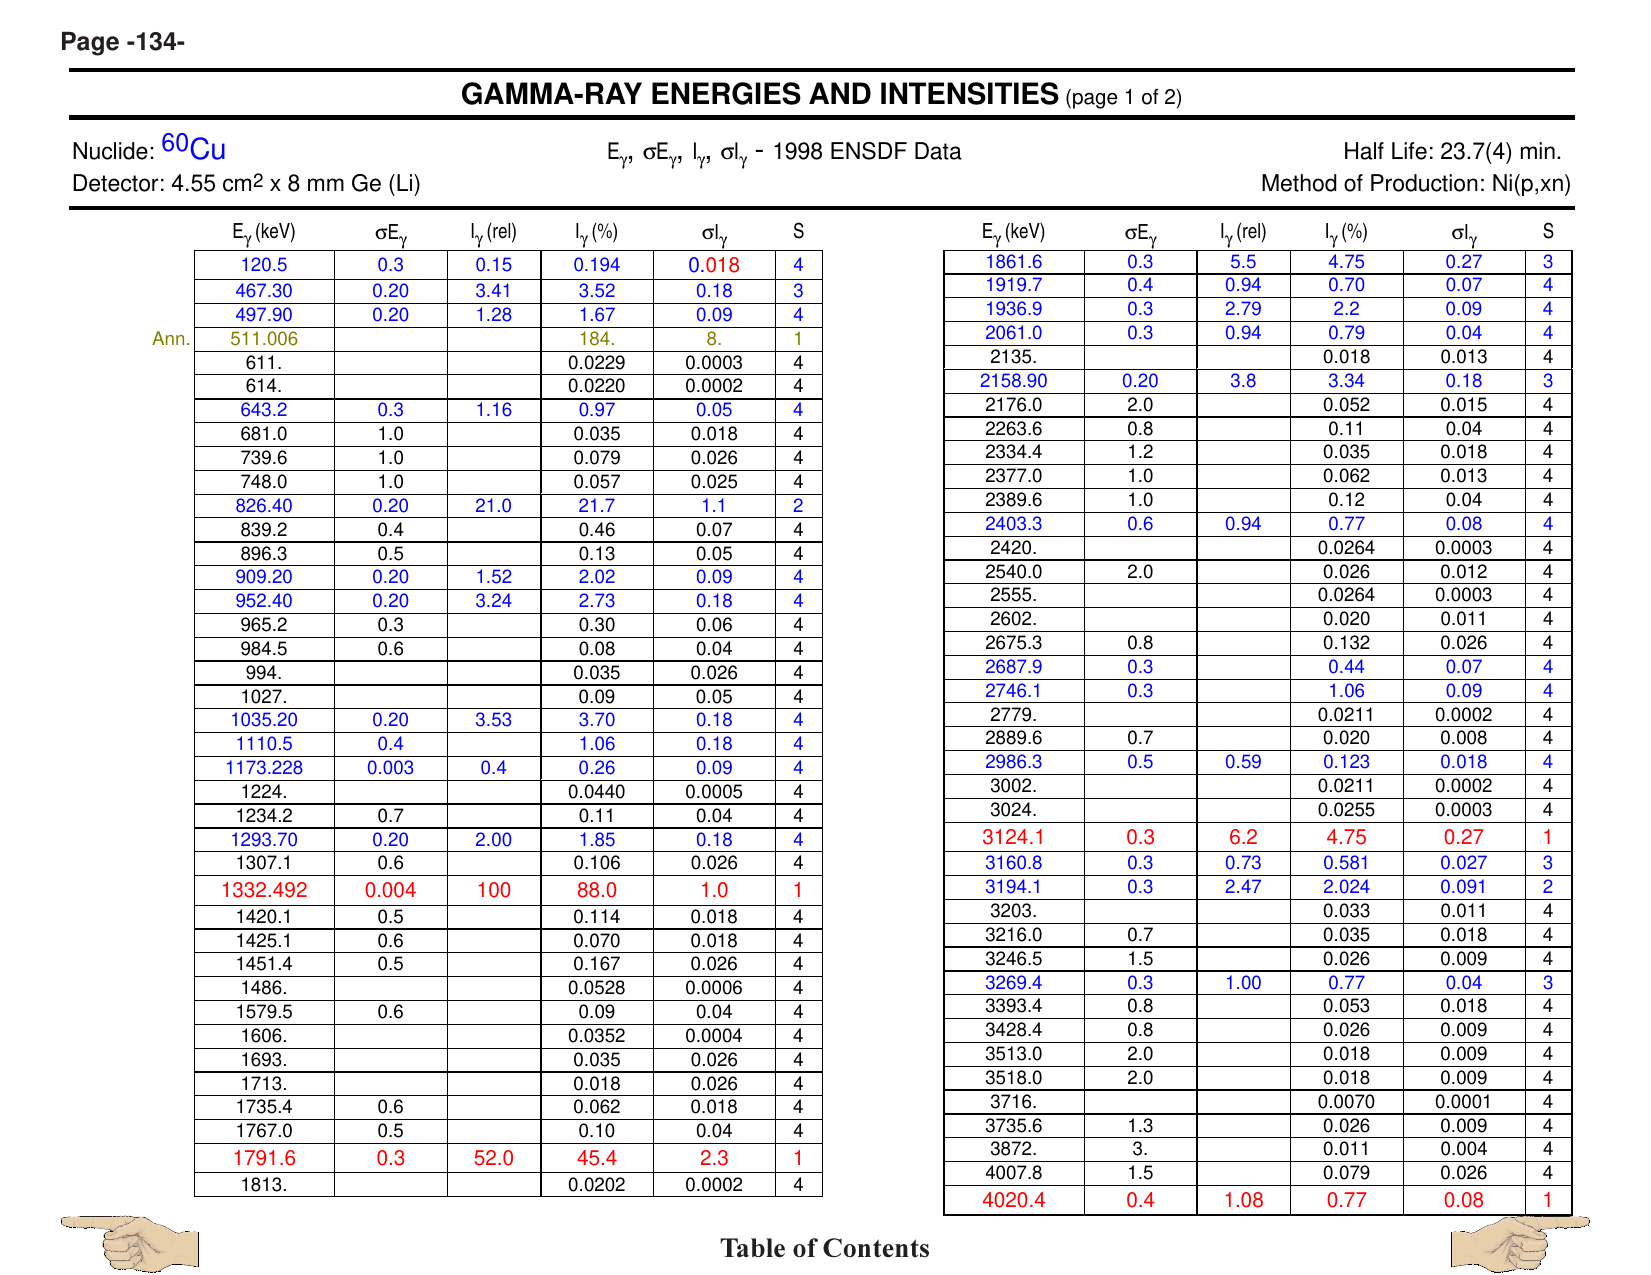 Page -134-
GAMMA-RAY ENERGIES AND INTENSITIES (page 1 of 2)
Nuclide: 60Cu Eγ, σEγ, Iγ, σIγ - 1998 ENSDF Data Half Life: 23.7(4) min.
Detector: 4.55 cm2 x 8 mm Ge (Li) Method of Production: Ni(p,xn)
Eγ (keV) σEγ Iγ (rel) Iγ (%) σIγ S
120.5 0.3 0.15 0.194 0.018 4
467.30 0.20 3.41 3.52 0.18 3
497.90 0.20 1.28 1.67 0.09 4
Ann. 511.006 184. 8. 1
611. 0.0229 0.0003 4
614. 0.0220 0.0002 4
643.2 0.3 1.16 0.97 0.05 4
681.0 1.0 0.035 0.018 4
739.6 1.0 0.079 0.026 4
748.0 1.0 0.057 0.025 4
826.40 0.20 21.0 21.7 1.1 2
839.2 0.4 0.46 0.07 4
896.3 0.5 0.13 0.05 4
909.20 0.20 1.52 2.02 0.09 4
952.40 0.20 3.24 2.73 0.18 4
965.2 0.3 0.30 0.06 4
984.5 0.6 0.08 0.04 4
994. 0.035 0.026 4
1027. 0.09 0.05 4
1035.20 0.20 3.53 3.70 0.18 4
1110.5 0.4 1.06 0.18 4
1173.228 0.003 0.4 0.26 0.09 4
1224. 0.0440 0.0005 4
1234.2 0.7 0.11 0.04 4
1293.70 0.20 2.00 1.85 0.18 4
1307.1 0.6 0.106 0.026 4
1332.492 0.004 100 88.0 1.0 1
1420.1 0.5 0.114 0.018 4
1425.1 0.6 0.070 0.018 4
1451.4 0.5 0.167 0.026 4
1486. 0.0528 0.0006 4
1579.5 0.6 0.09 0.04 4
1606. 0.0352 0.0004 4
1693. 0.035 0.026 4
1713. 0.018 0.026 4
1735.4 0.6 0.062 0.018 4
1767.0 0.5 0.10 0.04 4
1791.6 0.3 52.0 45.4 2.3 1
1813. 0.0202 0.0002 4
Eγ (keV) σEγ Iγ (rel) Iγ (%) σIγ S
1861.6 0.3 5.5 4.75 0.27 3
1919.7 0.4 0.94 0.70 0.07 4
1936.9 0.3 2.79 2.2 0.09 4
2061.0 0.3 0.94 0.79 0.04 4
2135. 0.018 0.013 4
2158.90 0.20 3.8 3.34 0.18 3
2176.0 2.0 0.052 0.015 4
2263.6 0.8 0.11 0.04 4
2334.4 1.2 0.035 0.018 4
2377.0 1.0 0.062 0.013 4
2389.6 1.0 0.12 0.04 4
2403.3 0.6 0.94 0.77 0.08 4
2420. 0.0264 0.0003 4
2540.0 2.0 0.026 0.012 4
2555. 0.0264 0.0003 4
2602. 0.020 0.011 4
2675.3 0.8 0.132 0.026 4
2687.9 0.3 0.44 0.07 4
2746.1 0.3 1.06 0.09 4
2779. 0.0211 0.0002 4
2889.6 0.7 0.020 0.008 4
2986.3 0.5 0.59 0.123 0.018 4
3002. 0.0211 0.0002 4
3024. 0.0255 0.0003 4
3124.1 0.3 6.2 4.75 0.27 1
3160.8 0.3 0.73 0.581 0.027 3
3194.1 0.3 2.47 2.024 0.091 2
3203. 0.033 0.011 4
3216.0 0.7 0.035 0.018 4
3246.5 1.5 0.026 0.009 4
3269.4 0.3 1.00 0.77 0.04 3
3393.4 0.8 0.053 0.018 4
3428.4 0.8 0.026 0.009 4
3513.0 2.0 0.018 0.009 4
3518.0 2.0 0.018 0.009 4
3716. 0.0070 0.0001 4
3735.6 1.3 0.026 0.009 4
3872. 3. 0.011 0.004 4
4007.8 1.5 0.079 0.026 4
4020.4 0.4 1.08 0.77 0.08 1
Table of Contents